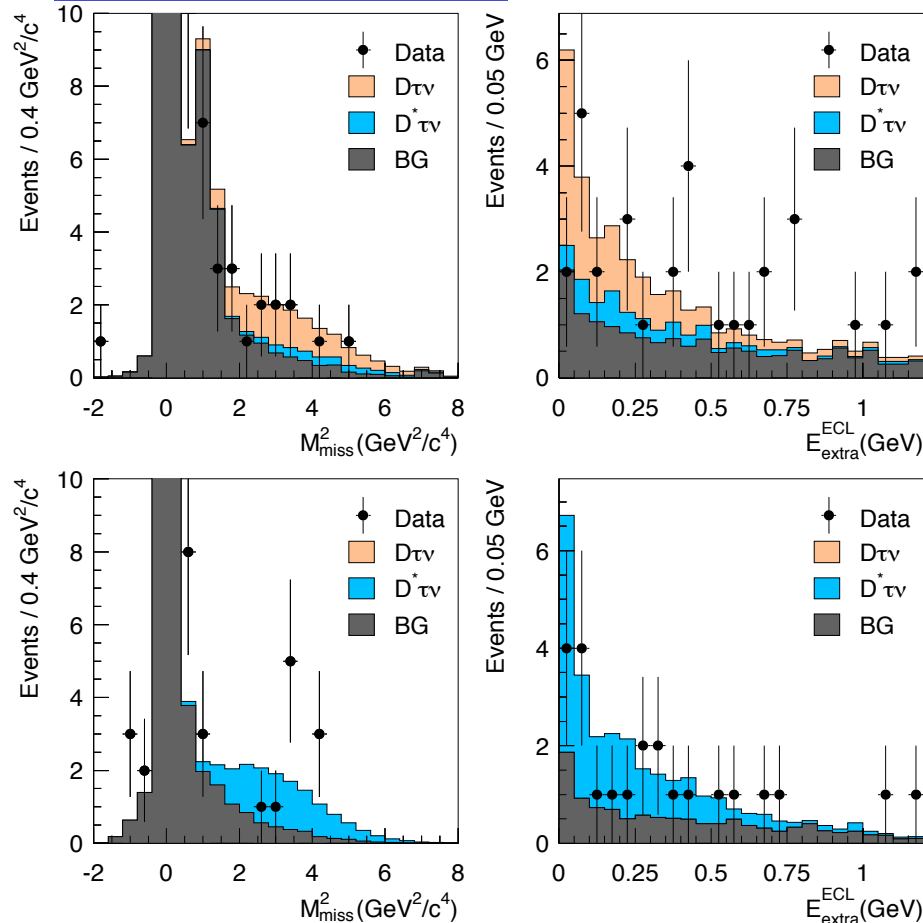 Events / 0.4 GeV²/c⁴
10
8
6
4
2
0
Data
Dτν
D*τν
BG
-2 0 2 4 6 8
M²miss(GeV²/c⁴)
Events / 0.05 GeV
6
4
2
0
Data
Dτν
D*τν
BG
0 0.25 0.5 0.75 1
E^ECL_extra(GeV)
Events / 0.4 GeV²/c⁴
10
8
6
4
2
0
Data
Dτν
D*τν
BG
-2 0 2 4 6 8
M²miss(GeV²/c⁴)
Events / 0.05 GeV
6
4
2
0
Data
Dτν
D*τν
BG
0 0.25 0.5 0.75 1
E^ECL_extra(GeV)